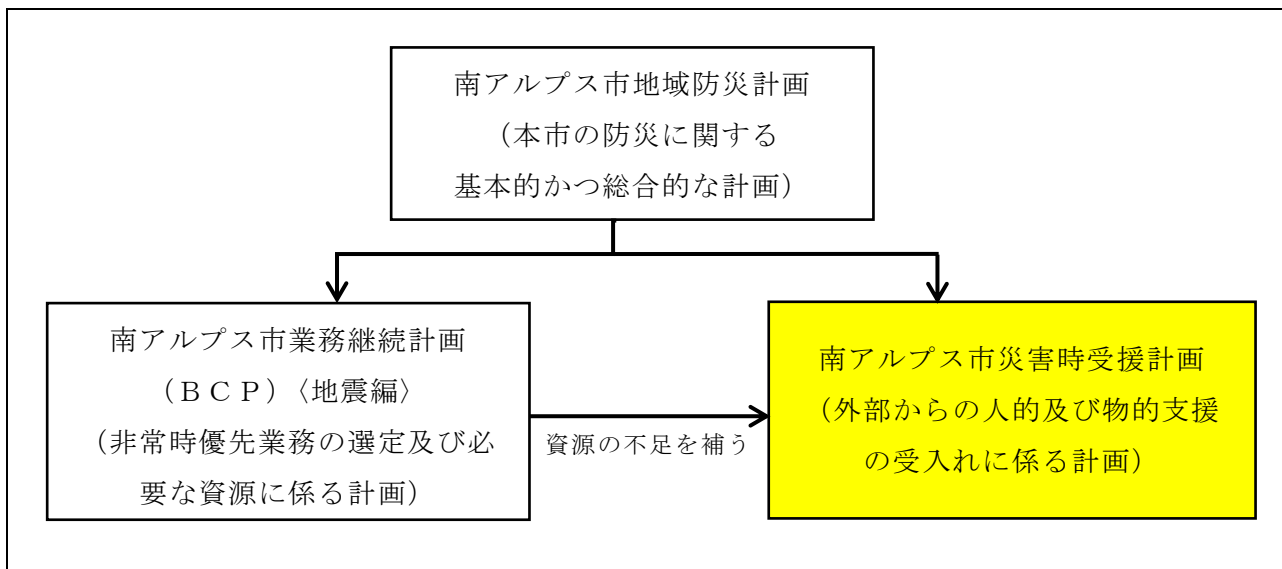 南アルプス市地域防災計画
（本市の防災に関する
基本的かつ総合的な計画）
南アルプス市業務継続計画
（ＢＣＰ）〈地震編〉
（非常時優先業務の選定及び必
要な資源に係る計画）
資源の不足を補う
南アルプス市災害時受援計画
（外部からの人的及び物的支援
の受入れに係る計画）